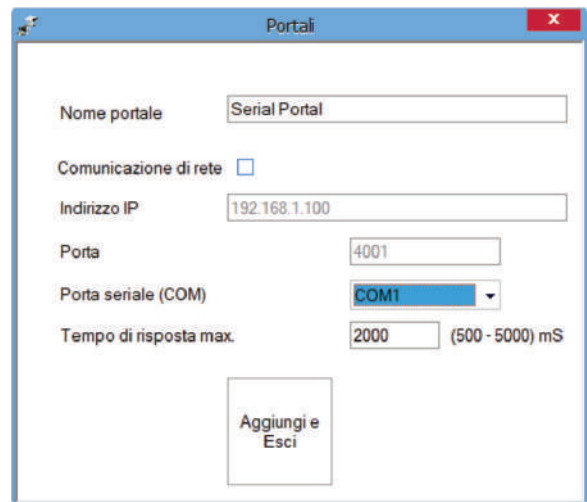 Portali
x
Nome portale Serial Portal
Comunicazione di rete
Indirizzo IP 192.168.1.100
Porta 4001
Porta seriale (COM) COM1
Tempo di risposta max. 2000 (500 - 5000) mS
Aggiungi e
Esci